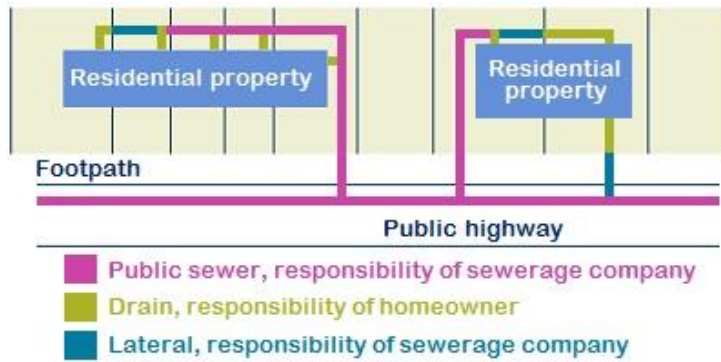 Residential property
Residential
property
Footpath
Public highway
Public sewer, responsibility of sewerage company
Drain, responsibility of homeowner
Lateral, responsibility of sewerage company